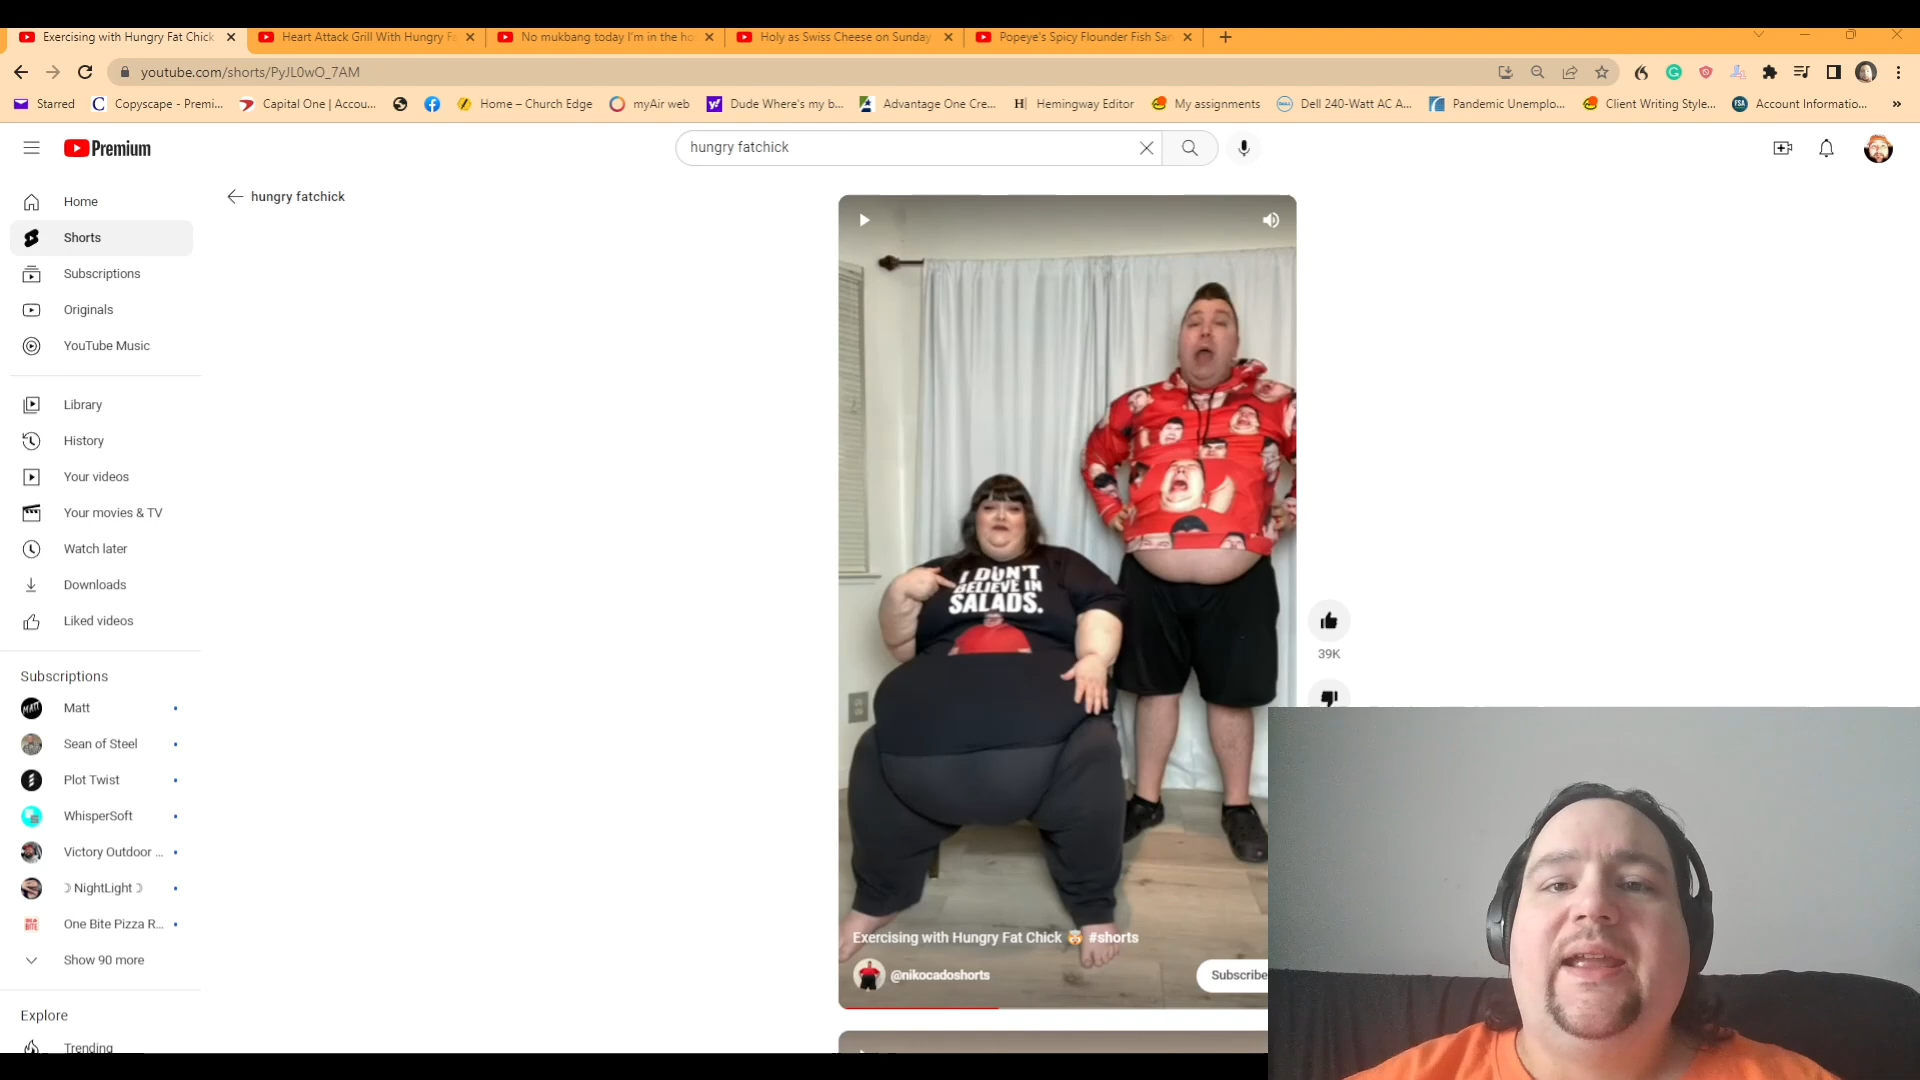 Exercising with Hungry Fat Chick
Heart Attack Grill With Hungry Fa
No mukbang today I'm in the ho
Holy as Swiss Cheese on Sunday
Popeye's Spicy Flounder Fish San
youtube.com/shorts/PyJL0wO_7AM
Starred
Copyscape - Premi...
Capital One | Accou...
Home – Church Edge
myAir web
Dude Where's my b...
Advantage One Cre...
Hemingway Editor
My assignments
Dell 240-Watt AC A...
Pandemic Unemplo...
Client Writing Style...
Account Informatio...
»
Premium
hungry fatchick
Home
hungry fatchick
Shorts
Subscriptions
Originals
YouTube Music
Library
History
Your videos
Your movies & TV
Watch later
Downloads
Liked videos
Subscriptions
Matt
Sean of Steel
Plot Twist
WhisperSoft
Victory Outdoor ...
☽ NightLight ☽
One Bite Pizza R...
Show 90 more
Explore
Trending
I DON'T
BELIEVE IN
SALADS.
39K
Exercising with Hungry Fat Chick 🤯 #shorts
@nikocadoshorts
Subscribe